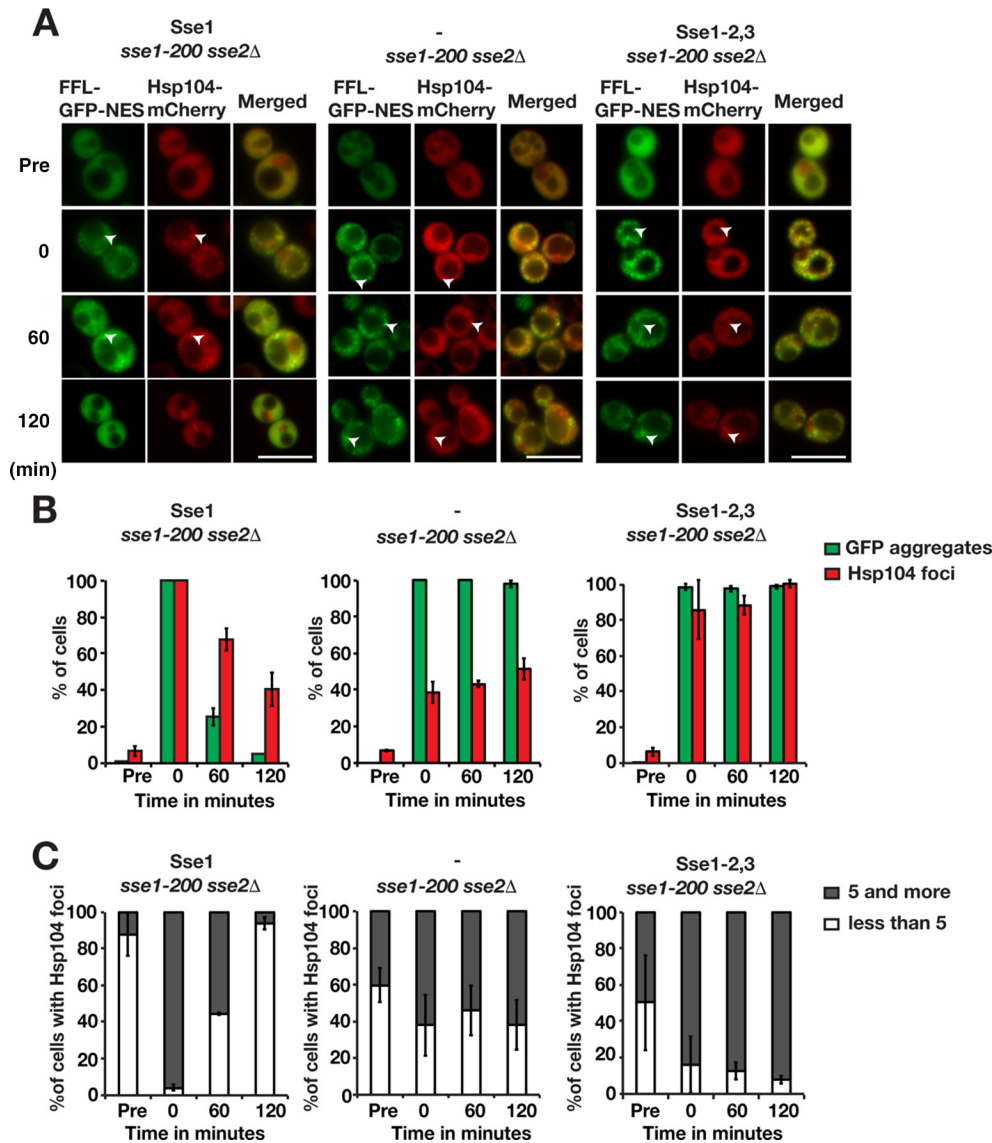 A
Sse1
sse1-200 sse2Δ
-
sse1-200 sse2Δ
Sse1-2,3
sse1-200 sse2Δ
FFL-
GFP-NES
Hsp104-
mCherry
Merged
FFL-
GFP-NES
Hsp104-
mCherry
Merged
FFL-
GFP-NES
Hsp104-
mCherry
Merged
Pre
0
60
120
(min)
B
Sse1
sse1-200 sse2Δ
-
sse1-200 sse2Δ
Sse1-2,3
sse1-200 sse2Δ
GFP aggregates
Hsp104 foci
% of cells
100
80
60
40
20
0
Pre 0 60 120
Time in minutes
% of cells
100
80
60
40
20
0
Pre 0 60 120
Time in minutes
% of cells
100
80
60
40
20
0
Pre 0 60 120
Time in minutes
C
Sse1
sse1-200 sse2Δ
-
sse1-200 sse2Δ
Sse1-2,3
sse1-200 sse2Δ
5 and more
less than 5
%of cells with Hsp104 foci
100
80
60
40
20
0
Pre 0 60 120
Time in minutes
%of cells with Hsp104 foci
100
80
60
40
20
0
Pre 0 60 120
Time in minutes
%of cells with Hsp104 foci
100
80
60
40
20
0
Pre 0 60 120
Time in minutes